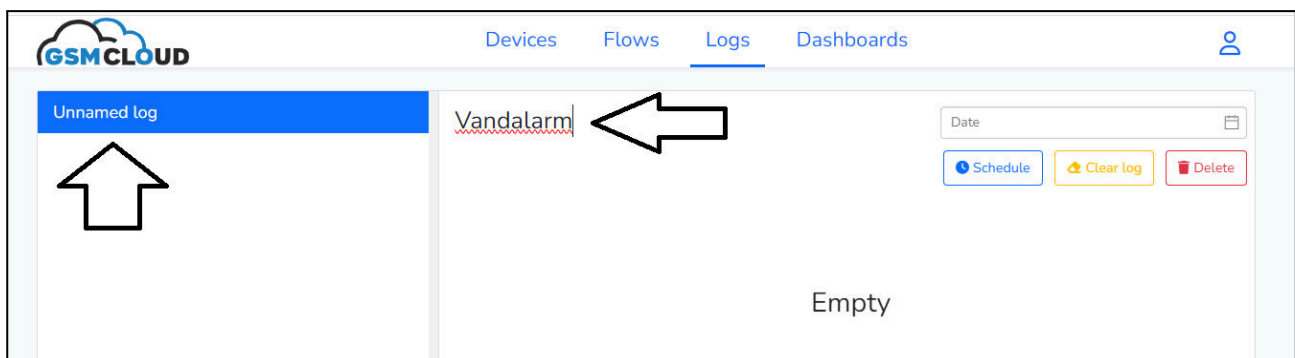 GSMCLOUD
Devices Flows Logs Dashboards
Unnamed log
Vandalarm
Date
Schedule Clear log Delete
Empty